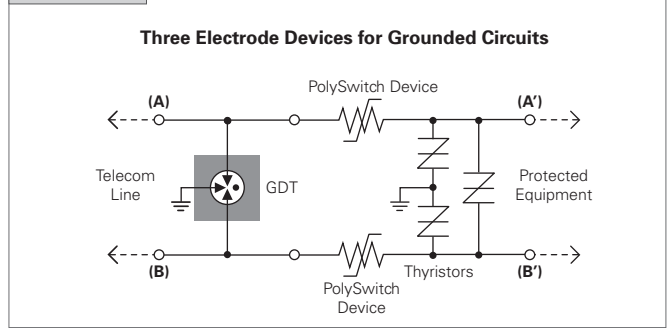 Three Electrode Devices for Grounded Circuits
PolySwitch Device
(A)
(A')
Telecom
Line
GDT
Protected
Equipment
(B)
Thyristors
(B')
PolySwitch
Device